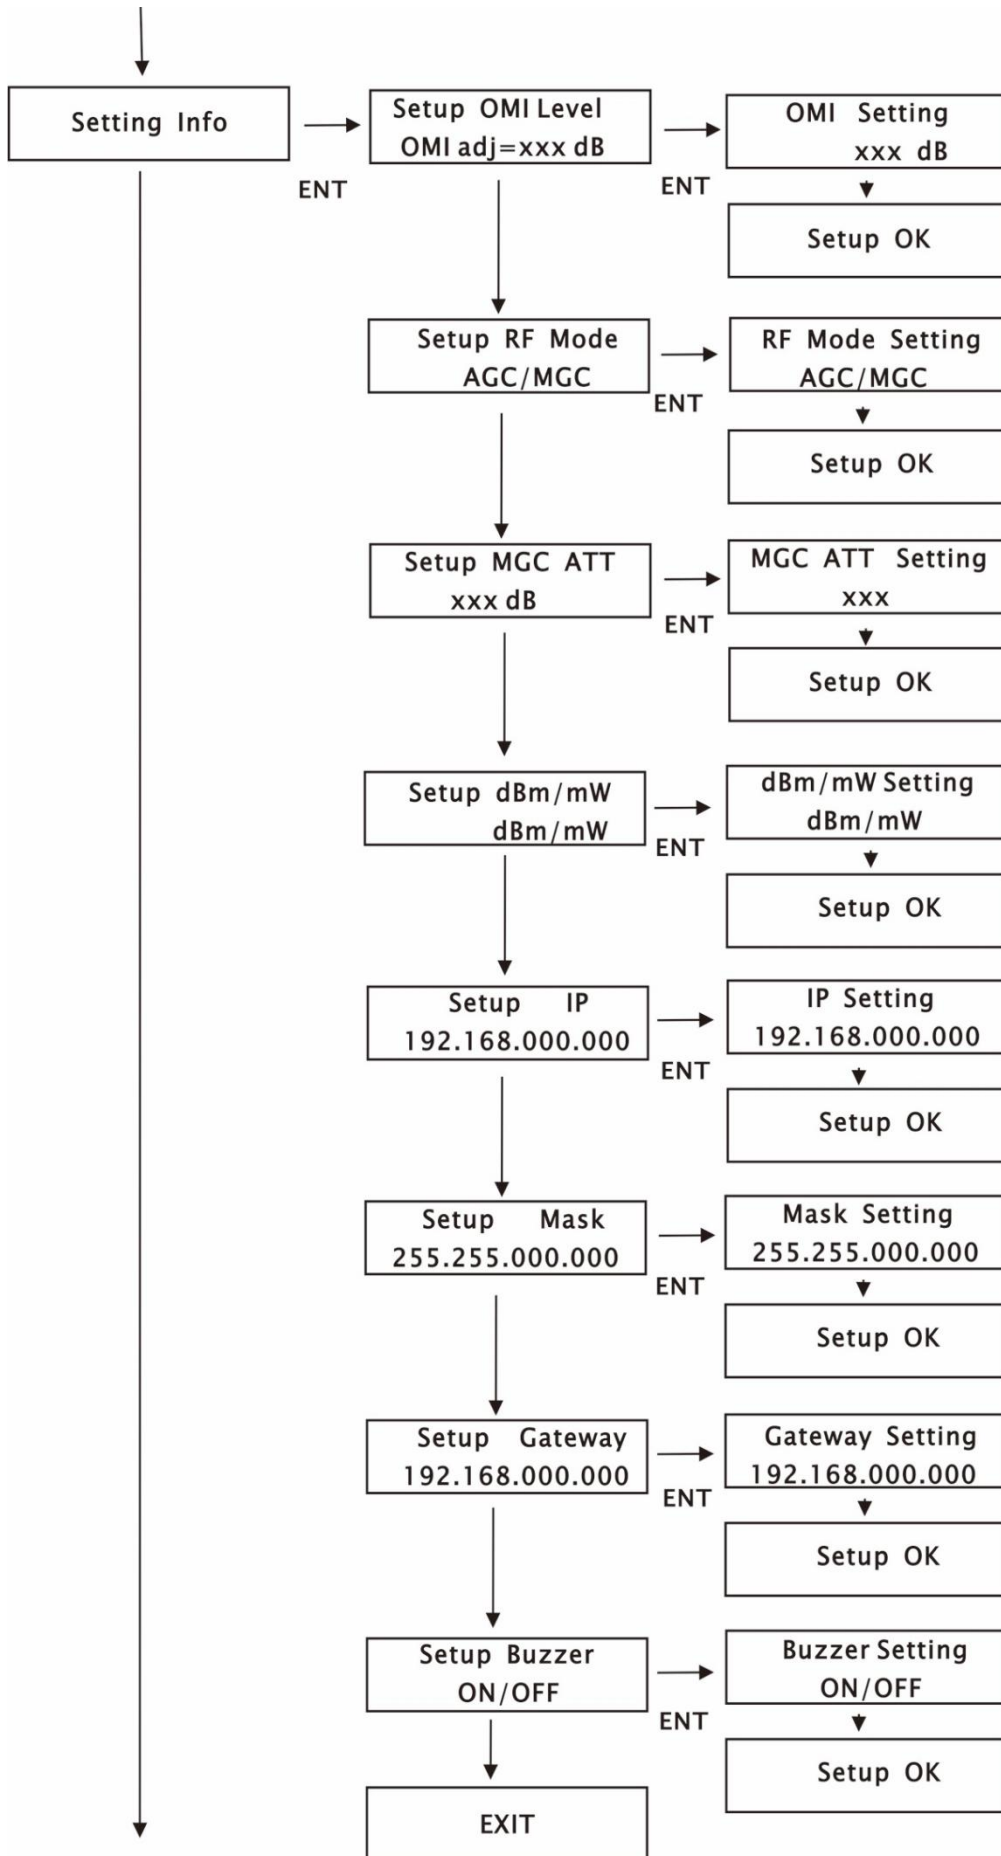 Setting Info
ENT
Setup OMI Level
OMI adj=xxx dB
ENT
OMI Setting
xxx dB
Setup OK
Setup RF Mode
AGC/MGC
ENT
RF Mode Setting
AGC/MGC
Setup OK
Setup MGC ATT
xxx dB
ENT
MGC ATT Setting
xxx
Setup OK
Setup dBm/mW
dBm/mW
ENT
dBm/mW Setting
dBm/mW
Setup OK
Setup IP
192.168.000.000
ENT
IP Setting
192.168.000.000
Setup OK
Setup Mask
255.255.000.000
ENT
Mask Setting
255.255.000.000
Setup OK
Setup Gateway
192.168.000.000
ENT
Gateway Setting
192.168.000.000
Setup OK
Setup Buzzer
ON/OFF
ENT
Buzzer Setting
ON/OFF
Setup OK
EXIT